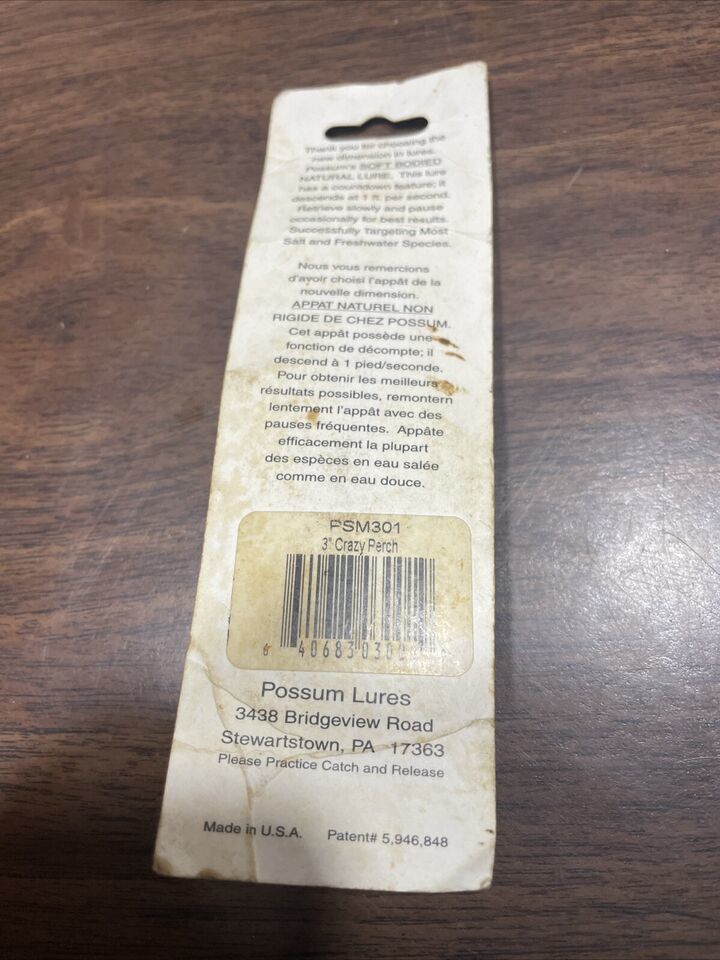 Thank you for choosing the
new dimension in lures.
Possum's SOFT BODIED
NATURAL LURE. This lure
has a countdown feature; it
descends at 1 ft. per second.
Retrieve slowly and pause
occasionally for best results.
Successfully Targeting Most
Salt and Freshwater Species.
Nous vous remercions
d'avoir choisi l'appât de la
nouvelle dimension.
APPAT NATUREL NON
RIGIDE DE CHEZ POSSUM.
Cet appât possède une
fonction de décompte; il
descend à 1 pied/seconde.
Pour obtenir les meilleurs
résultats possibles, remontern
lentement l'appât avec des
pauses fréquentes. Appâte
efficacement la plupart
des espèces en eau salée
comme en eau douce.
PSM301
3" Crazy Perch
6 40683 030
Possum Lures
3438 Bridgeview Road
Stewartstown, PA 17363
Please Practice Catch and Release
Made in U.S.A. Patent# 5,946,848